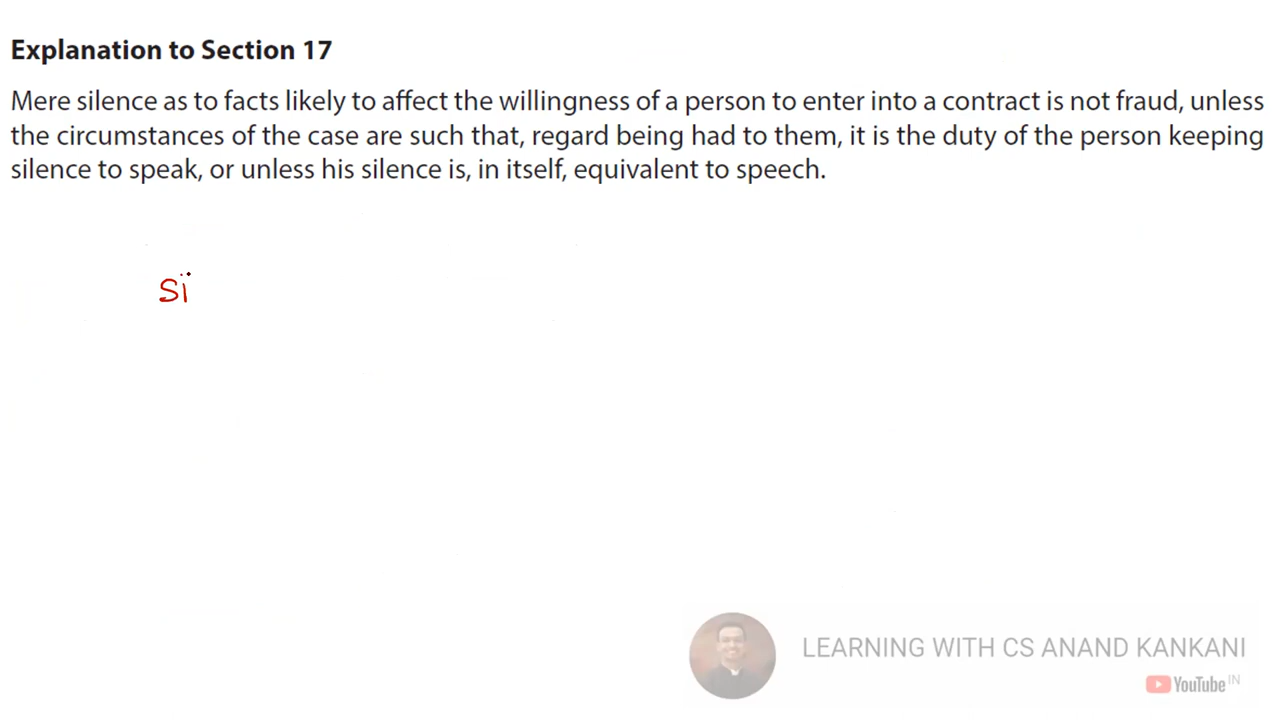 Explanation to Section 17
Mere silence as to facts likely to affect the willingness of a person to enter into a contract is not fraud, unless
the circumstances of the case are such that, regard being had to them, it is the duty of the person keeping
silence to speak, or unless his silence is, in itself, equivalent to speech.
Si
LEARNING WITH CS ANAND KANKANI
YouTube IN